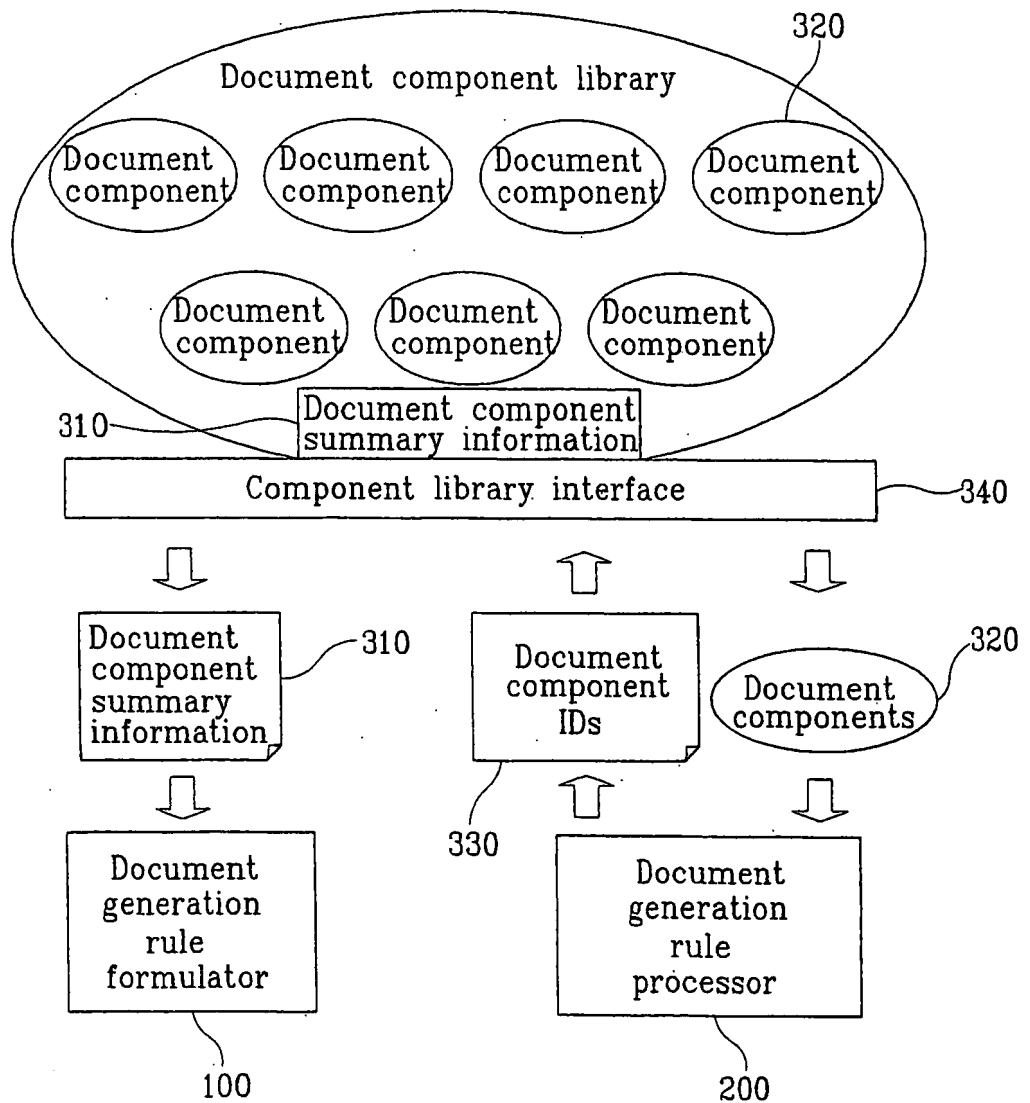 320
Document component library
Document component
Document component
Document component
Document component
Document component
Document component
Document component
310
Document component
summary information
Component library interface
340
Document
component
summary
information
310
Document
component
IDs
330
320
Document
components
Document
generation
rule
formulator
100
Document
generation
rule
processor
200